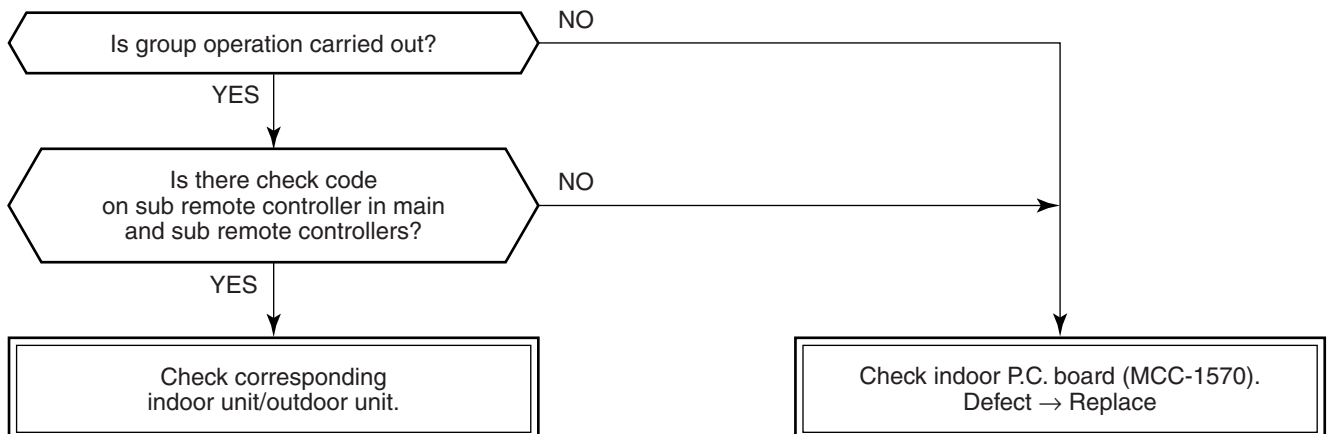 Is group operation carried out?
NO
YES
Is there check code
on sub remote controller in main
and sub remote controllers?
NO
YES
Check corresponding
indoor unit/outdoor unit.
Check indoor P.C. board (MCC-1570).
Defect → Replace